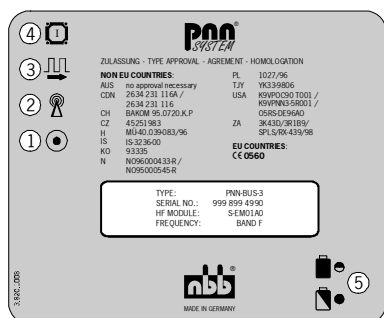 4 I
3
2
1
pnn®
SYSTEM
ZULASSUNG - TYPE APPROVAL - AGREMENT - HOMOLOGATION
NON EU COUNTRIES:
AUS no approval necessary
CDN 2634 231 116A /
2634 231 116
CH BAKOM 95.0720.K.P
CZ 45251983
H MÜ-40.039-083/96
IS IS-3236-00
KO 93335
N NO96000433-R /
NO95000545-R
PL 1027/96
TJY YK339806
USA K9VPOC90T001 /
K9VPNN3-5R001 /
O5RS-DE96A0
ZA 3K43D/3R1B9/
SPLS/RX-439/98
EU COUNTRIES:
CE 0560
TYPE: PNN-BUS-3
SERIAL NO.: 999 899 4990
HF MODULE: S-EM01A0
FREQUENCY: BAND F
nbb®
MADE IN GERMANY
5